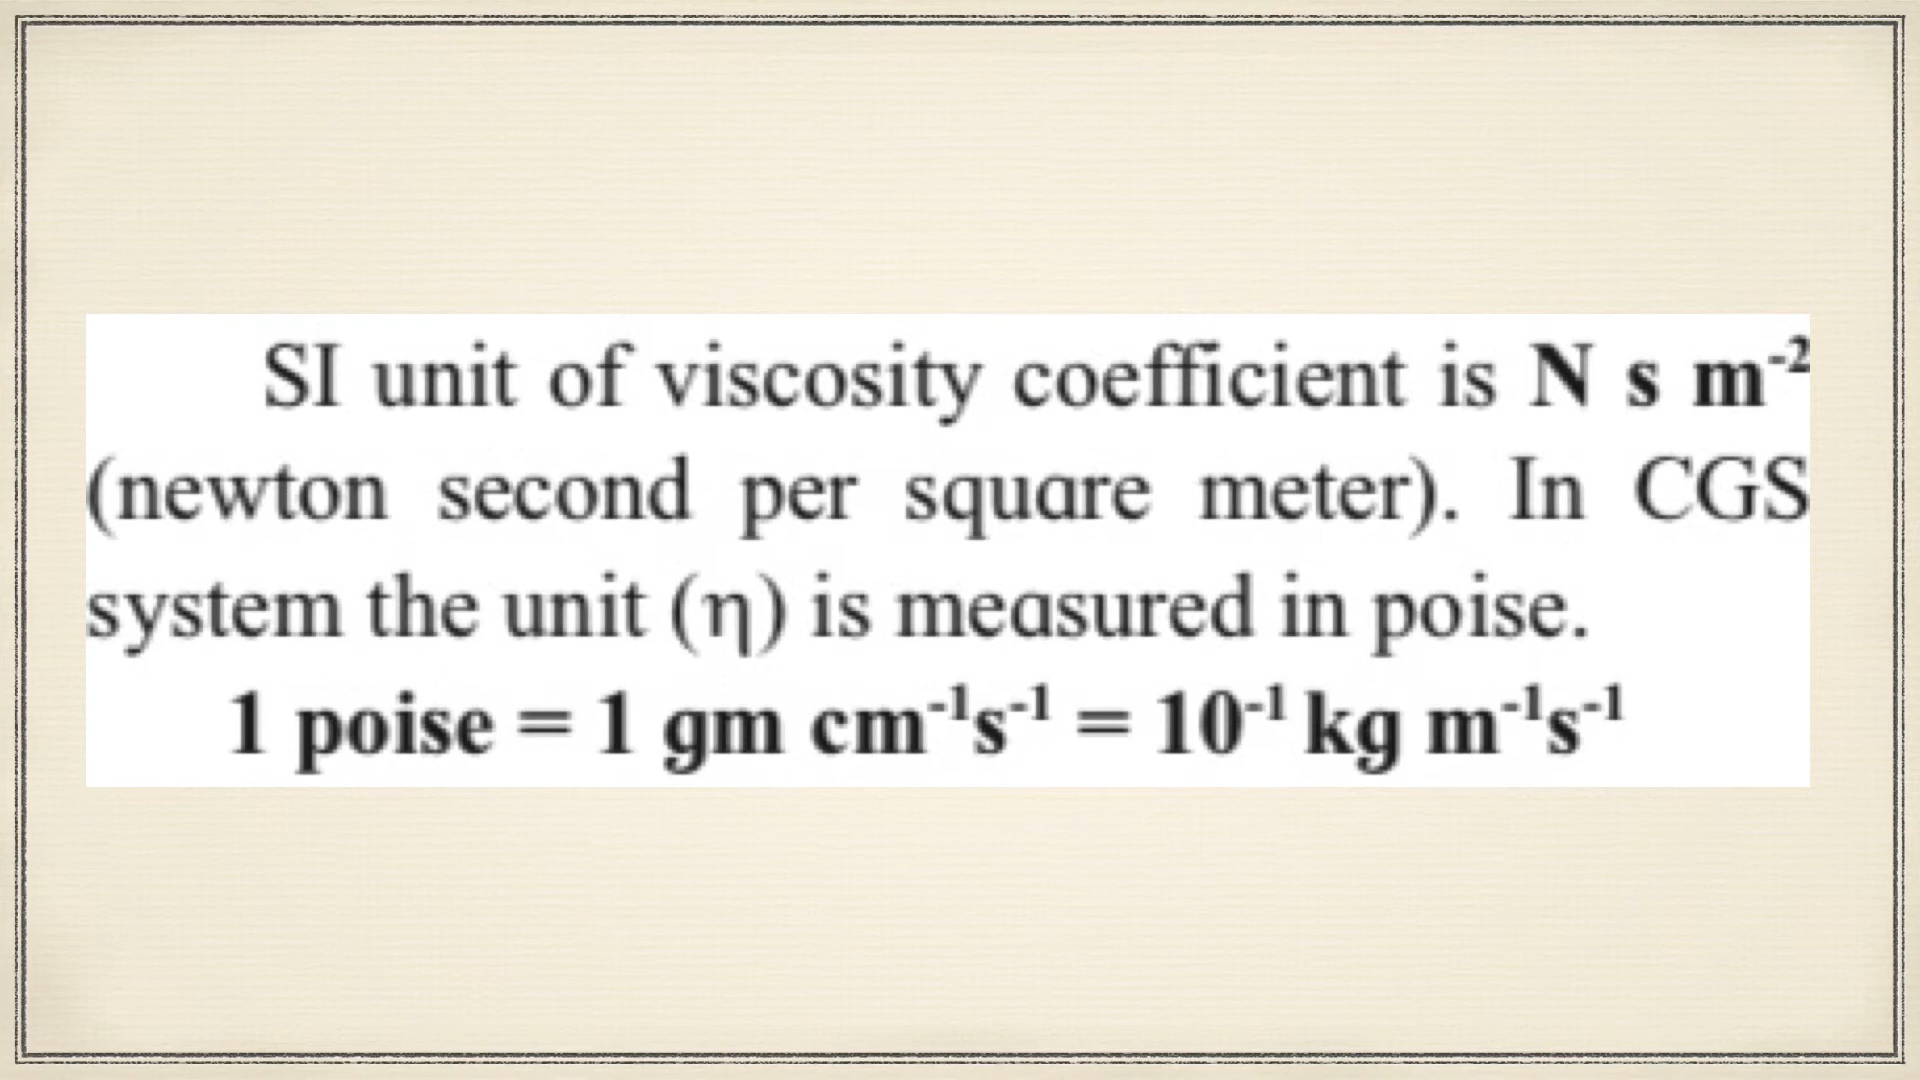 SI unit of viscosity coefficient is N s m⁻²
(newton second per square meter). In CGS
system the unit (η) is measured in poise.
1 poise = 1 gm cm⁻¹s⁻¹ = 10⁻¹ kg m⁻¹s⁻¹